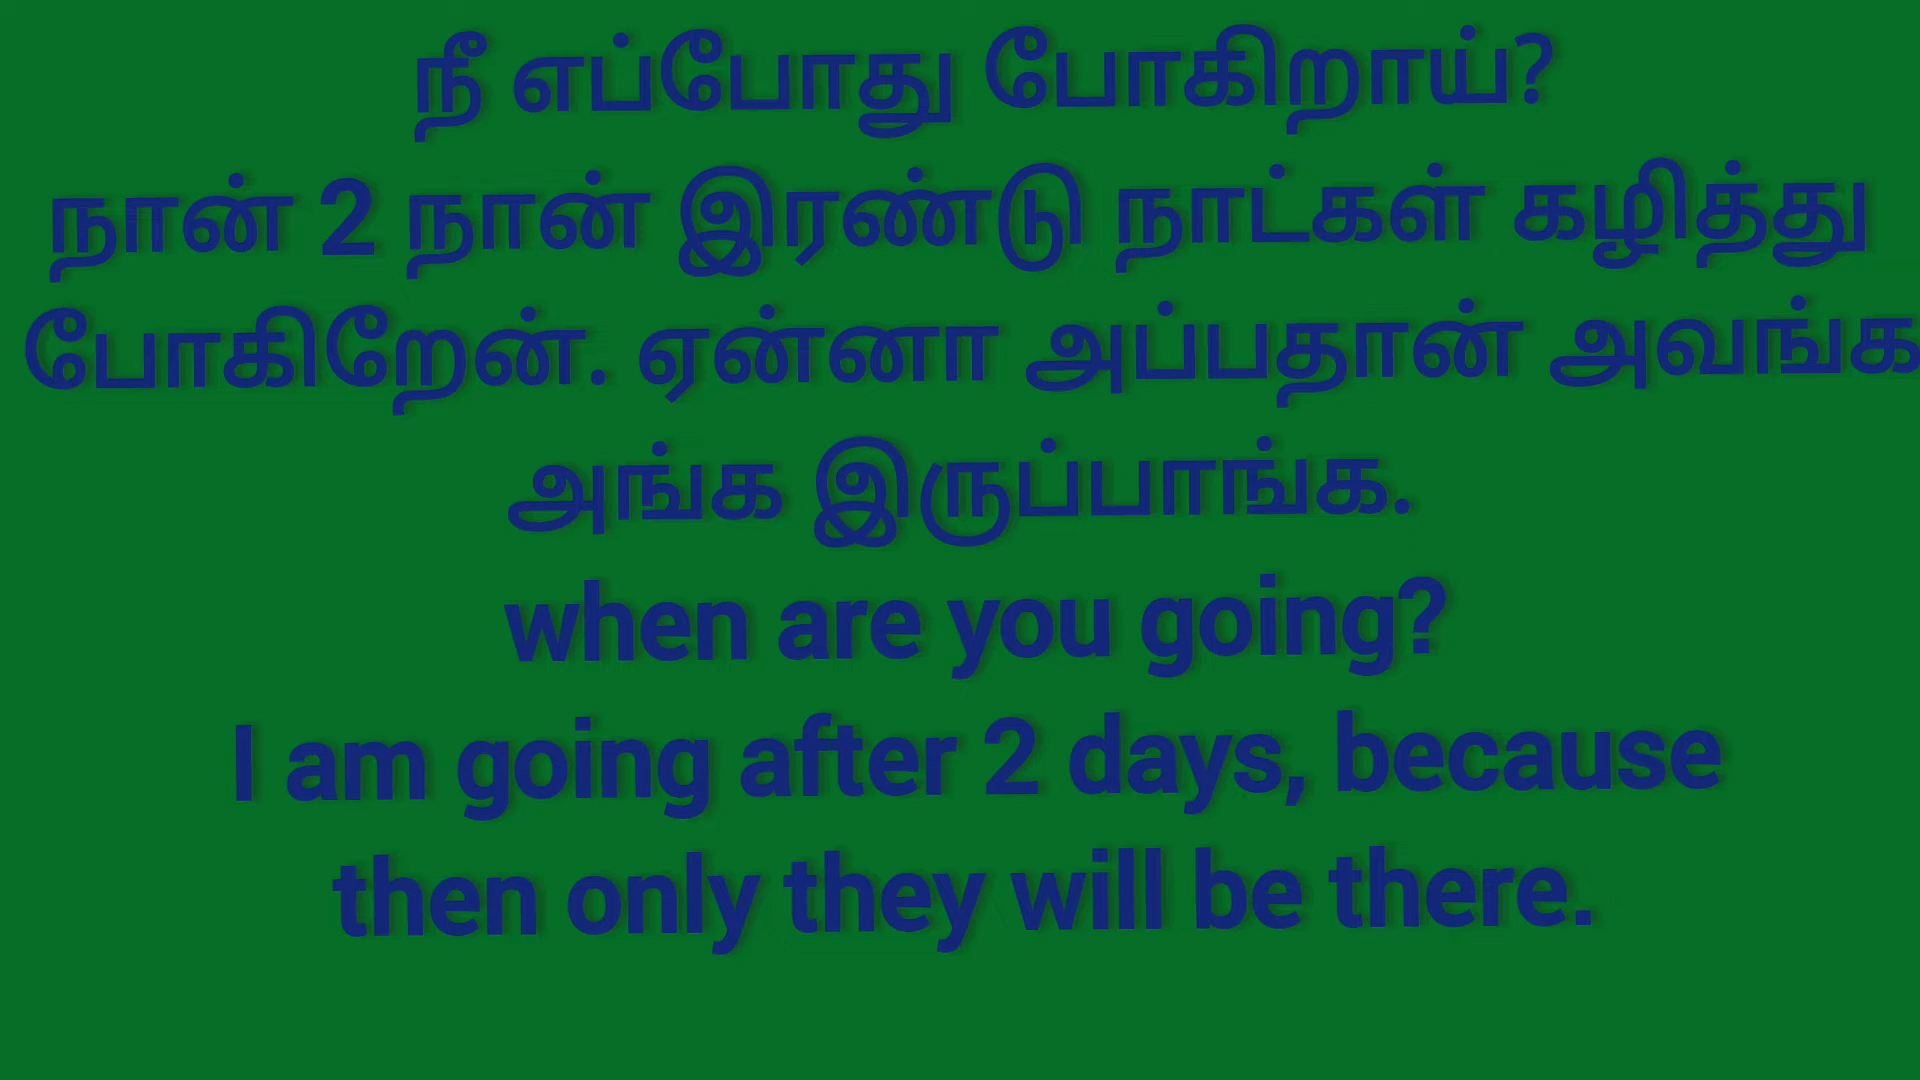 நீ எப்போது போகிறாய்?
நான் 2 நான் இரண்டு நாட்கள் கழித்து
போகிறேன். ஏன்னா அப்பதான் அவங்க
அங்க இருப்பாங்க.
when are you going?
I am going after 2 days, because
then only they will be there.